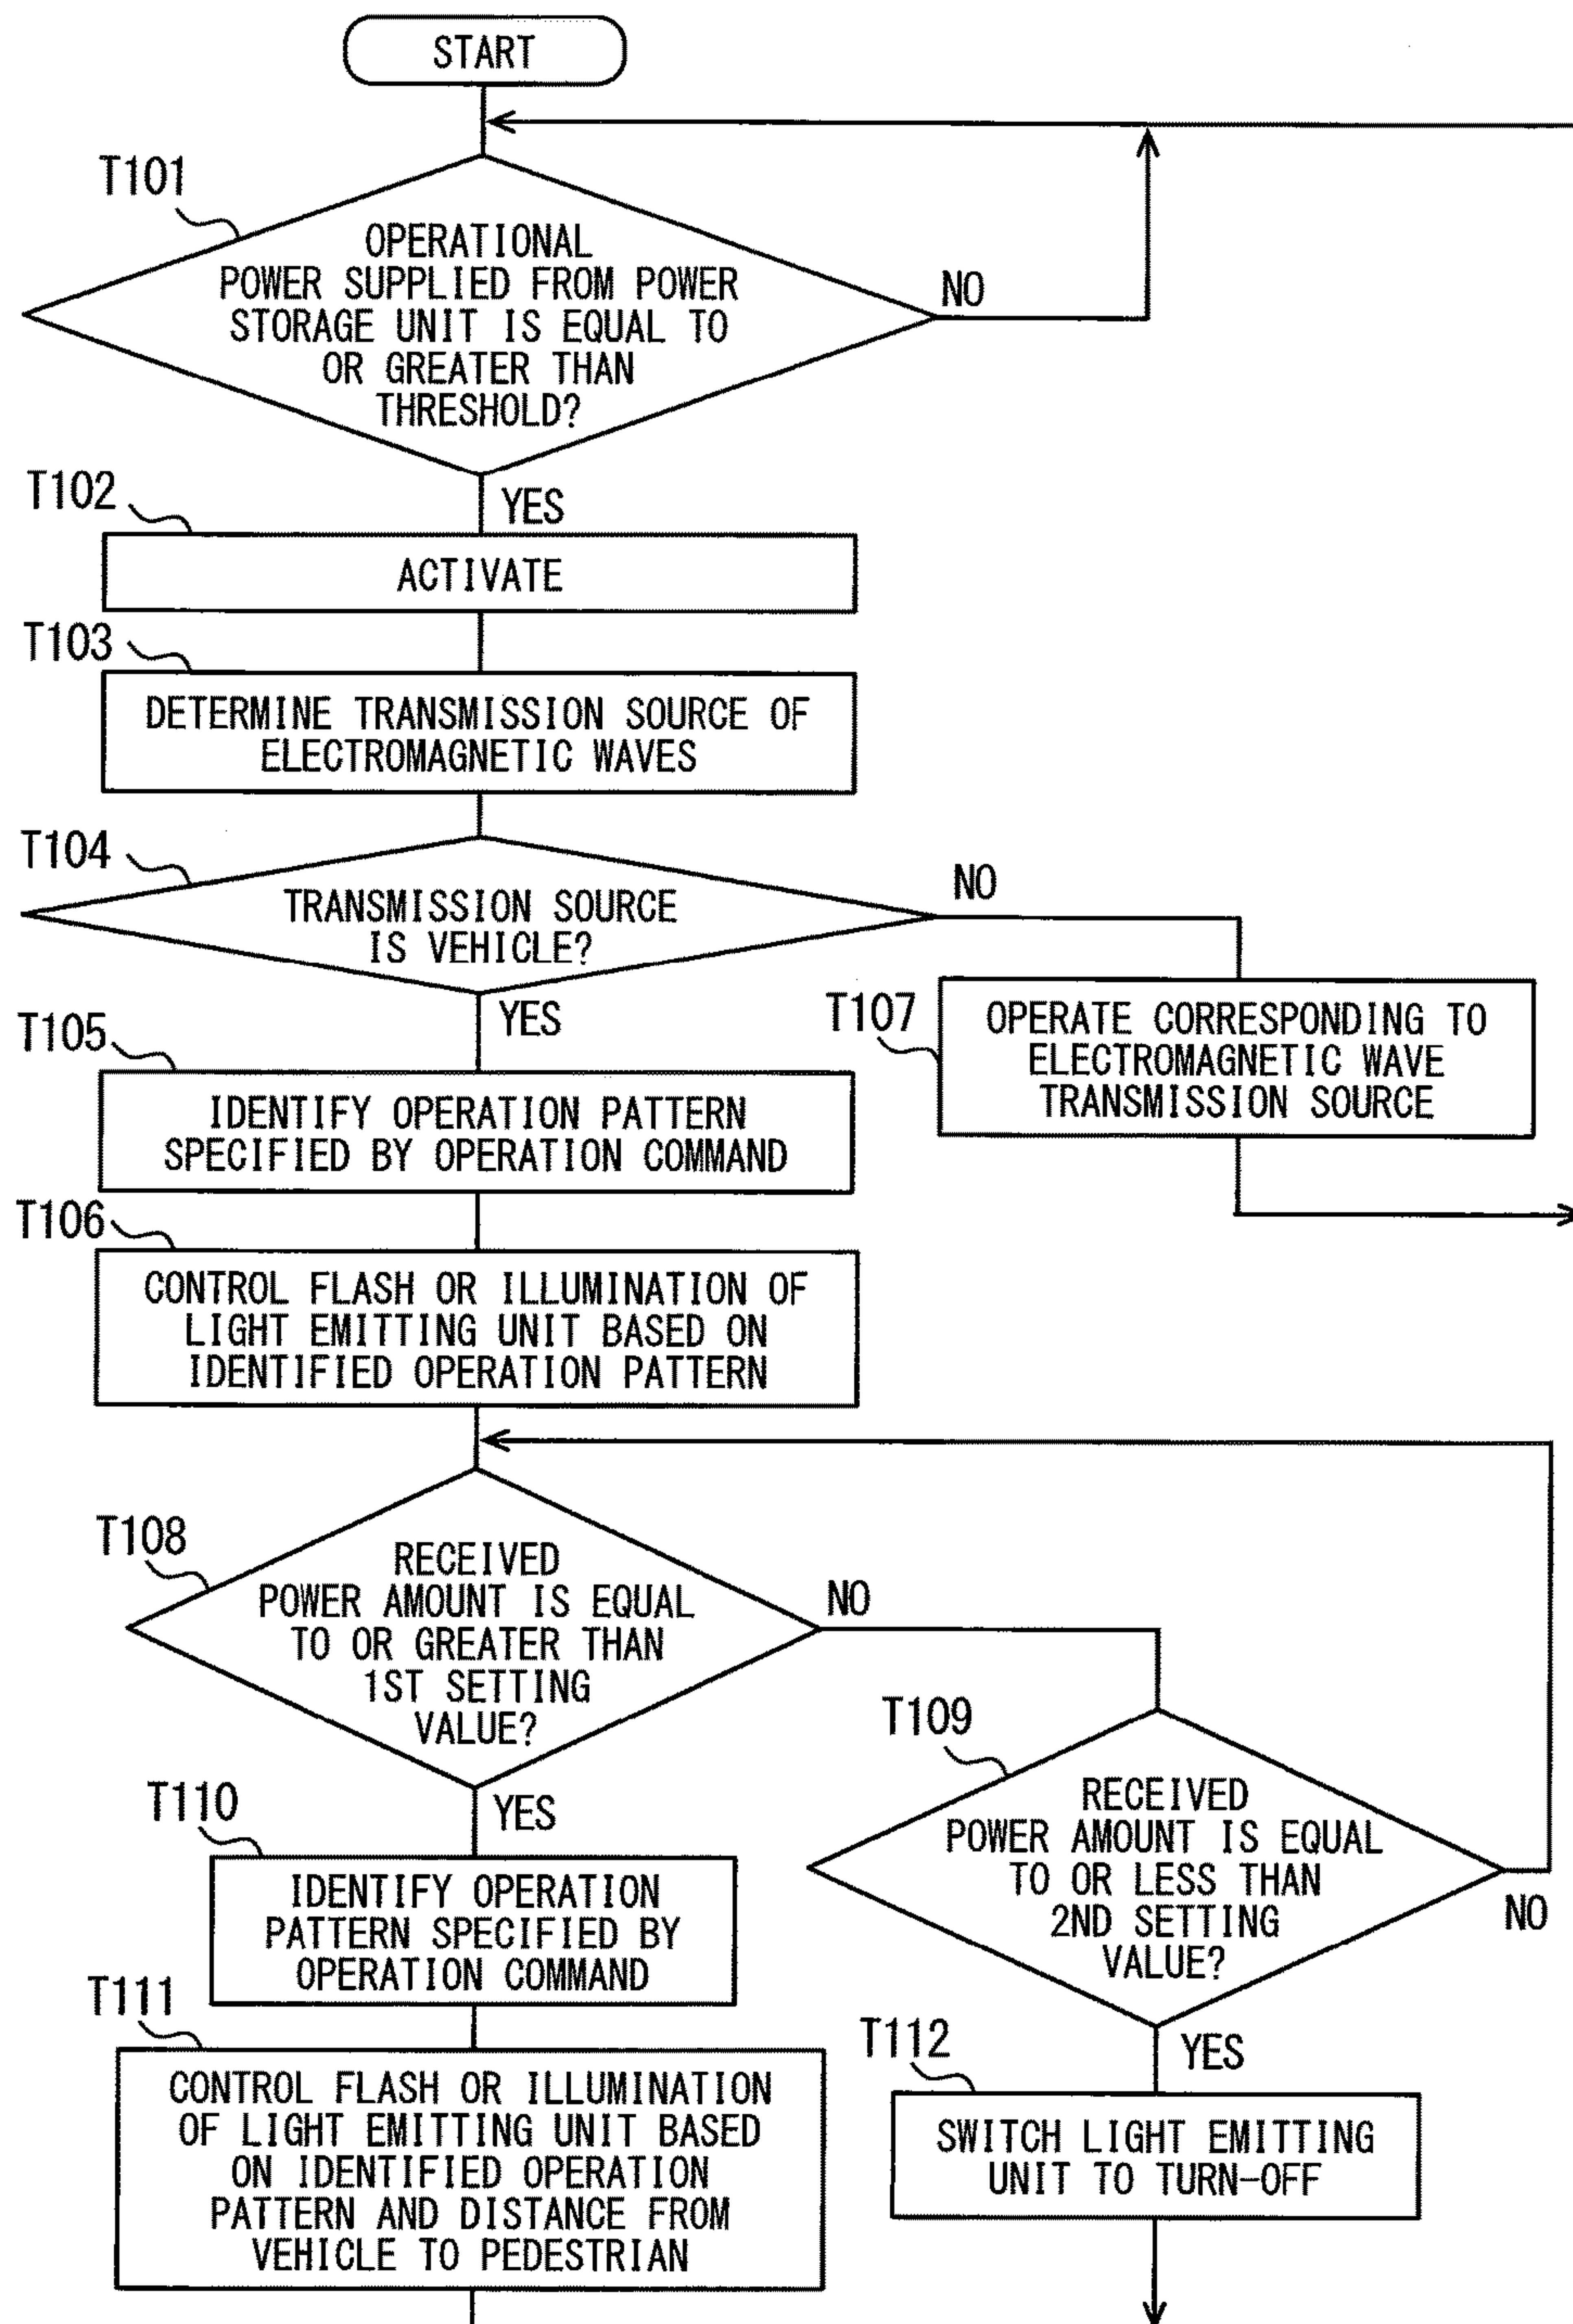 START
T101
OPERATIONAL
POWER SUPPLIED FROM POWER
STORAGE UNIT IS EQUAL TO
OR GREATER THAN
THRESHOLD?
NO
YES
T102
ACTIVATE
T103
DETERMINE TRANSMISSION SOURCE OF
ELECTROMAGNETIC WAVES
T104
TRANSMISSION SOURCE
IS VEHICLE?
NO
YES
T107
OPERATE CORRESPONDING TO
ELECTROMAGNETIC WAVE
TRANSMISSION SOURCE
T105
IDENTIFY OPERATION PATTERN
SPECIFIED BY OPERATION COMMAND
T106
CONTROL FLASH OR ILLUMINATION OF
LIGHT EMITTING UNIT BASED ON
IDENTIFIED OPERATION PATTERN
T108
RECEIVED
POWER AMOUNT IS EQUAL
TO OR GREATER THAN
1ST SETTING
VALUE?
NO
YES
T109
RECEIVED
POWER AMOUNT IS EQUAL
TO OR LESS THAN
2ND SETTING
VALUE?
NO
YES
T110
IDENTIFY OPERATION
PATTERN SPECIFIED BY
OPERATION COMMAND
T111
CONTROL FLASH OR ILLUMINATION
OF LIGHT EMITTING UNIT BASED
ON IDENTIFIED OPERATION
PATTERN AND DISTANCE FROM
VEHICLE TO PEDESTRIAN
T112
SWITCH LIGHT EMITTING
UNIT TO TURN-OFF